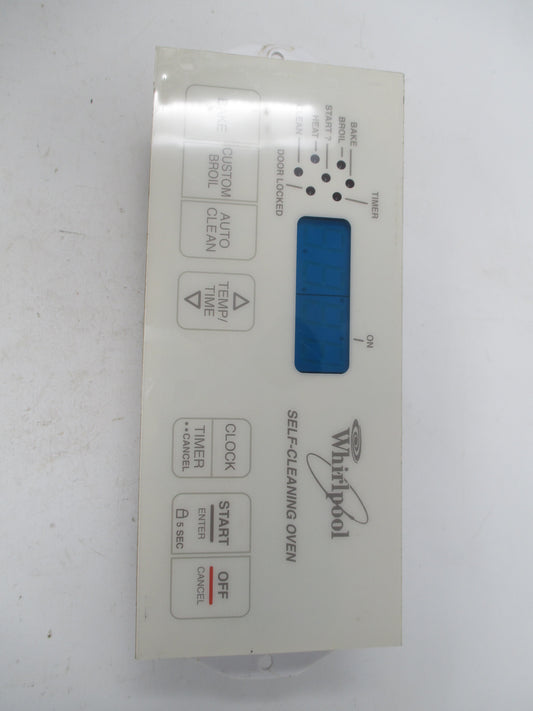 BAKE
BROIL
START ?
HEAT
DOOR LOCKED
TIMER
ON
Whirlpool
SELF-CLEANING OVEN
CUSTOM
BROIL
AUTO
CLEAN
TEMP/
TIME
CLOCK
TIMER
**CANCEL
START
ENTER
5 SEC
OFF
CANCEL